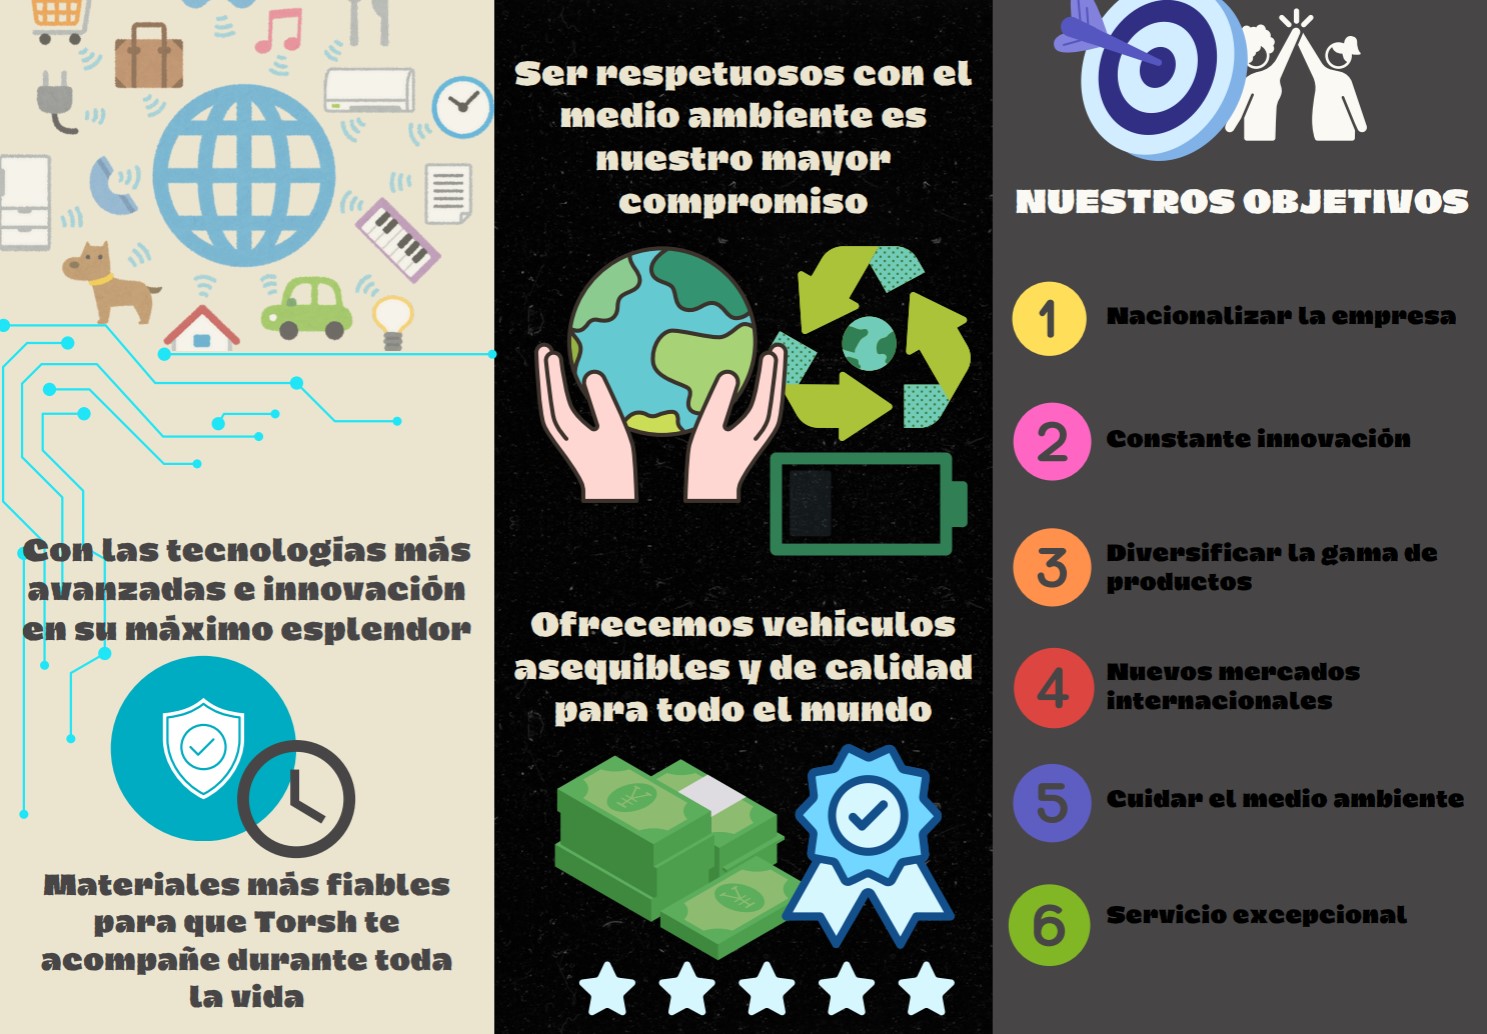 Con las tecnologías más
avanzadas e innovación
en su máximo esplendor
Materiales más fiables
para que Torsh te
acompañe durante toda
la vida
Ser respetuosos con el
medio ambiente es
nuestro mayor
compromiso
Ofrecemos vehículos
asequibles y de calidad
para todo el mundo
NUESTROS OBJETIVOS
1 Nacionalizar la empresa
2 Constante innovación
3 Diversificar la gama de
productos
4 Nuevos mercados
internacionales
5 Cuidar el medio ambiente
6 Servicio excepcional